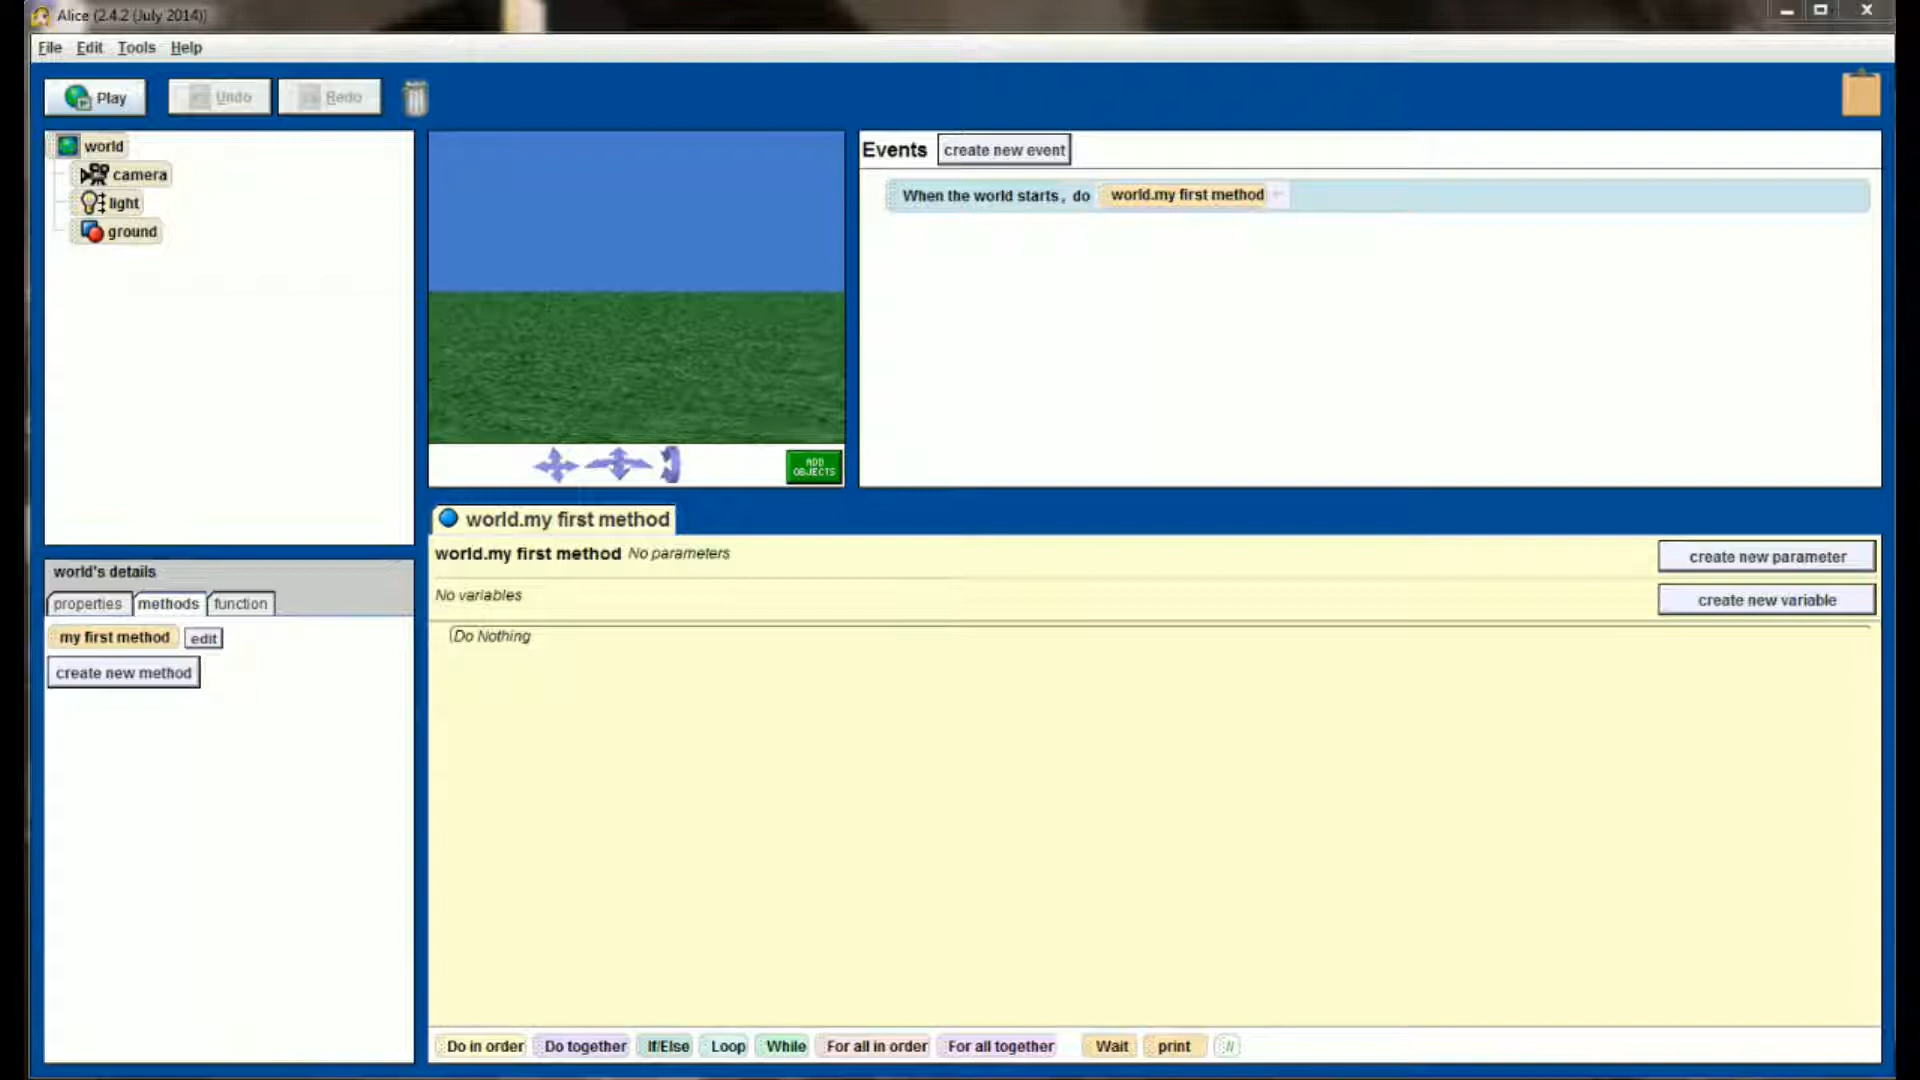 Alice (2.4.2 (July 2014))
File Edit Tools Help
Play Undo Redo
world
camera
light
ground
ADD
OBJECTS
Events create new event
When the world starts, do world.my first method
world's details
properties methods function
my first method edit
create new method
world.my first method
world.my first method No parameters
create new parameter
No variables
create new variable
Do Nothing
Do in order Do together If/Else Loop While For all in order For all together Wait print //